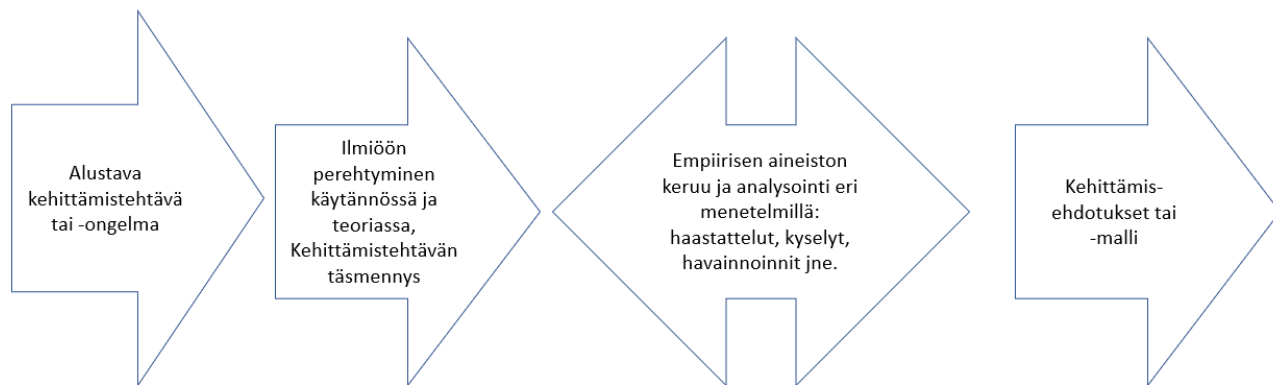 Alustava
kehittämistehtävä
tai -ongelma
Ilmiöön
perehtyminen
käytännössä ja
teoriassa,
Kehittämistehtävän
täsmennys
Empiirisen aineiston
keruu ja analysointi eri
menetelmillä:
haastattelut, kyselyt,
havainnoinnit jne.
Kehittämis-
ehdotukset tai
-malli